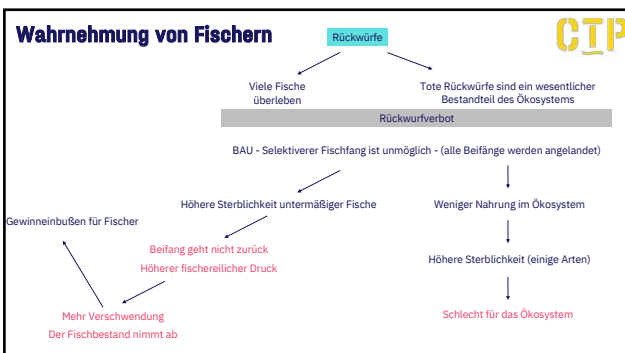 Wahrnehmung von Fischern
CTP
Rückwürfe
Viele Fische
überleben
Tote Rückwürfe sind ein wesentlicher
Bestandteil des Ökosystems
Rückwurfverbot
BAU - Selektiverer Fischfang ist unmöglich - (alle Beifänge werden angelandet)
Höhere Sterblichkeit untermäßiger Fische
Weniger Nahrung im Ökosystem
Gewinneinbußen für Fischer
Beifang geht nicht zurück
Höherer fischereilicher Druck
Höhere Sterblichkeit (einige Arten)
Mehr Verschwendung
Der Fischbestand nimmt ab
Schlecht für das Ökosystem